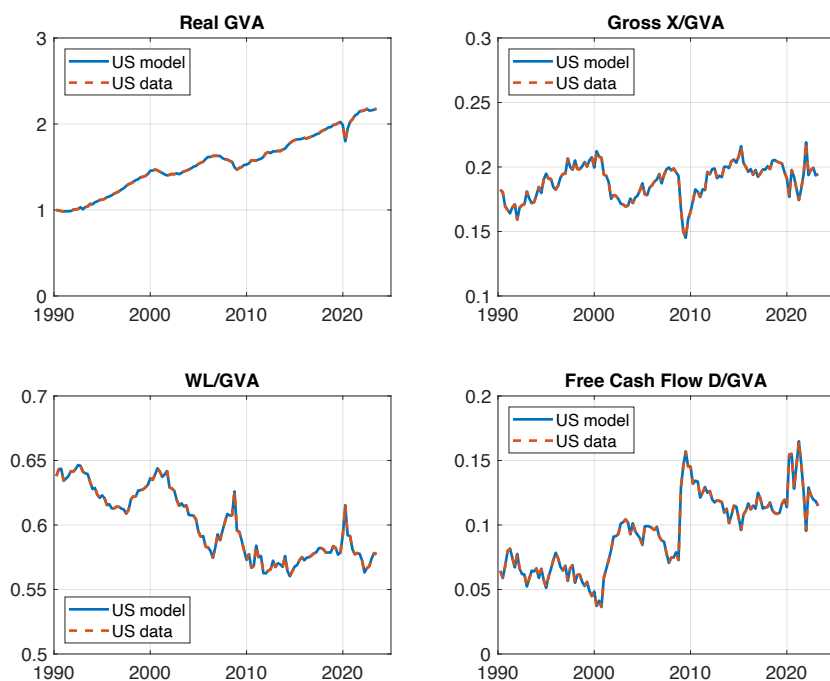 Real GVA
3
2
1
0
US model
US data
1990 2000 2010 2020
Gross X/GVA
0.3
0.25
0.2
0.15
0.1
US model
US data
1990 2000 2010 2020
WL/GVA
0.7
0.65
0.6
0.55
0.5
US model
US data
1990 2000 2010 2020
Free Cash Flow D/GVA
0.2
0.15
0.1
0.05
0
US model
US data
1990 2000 2010 2020